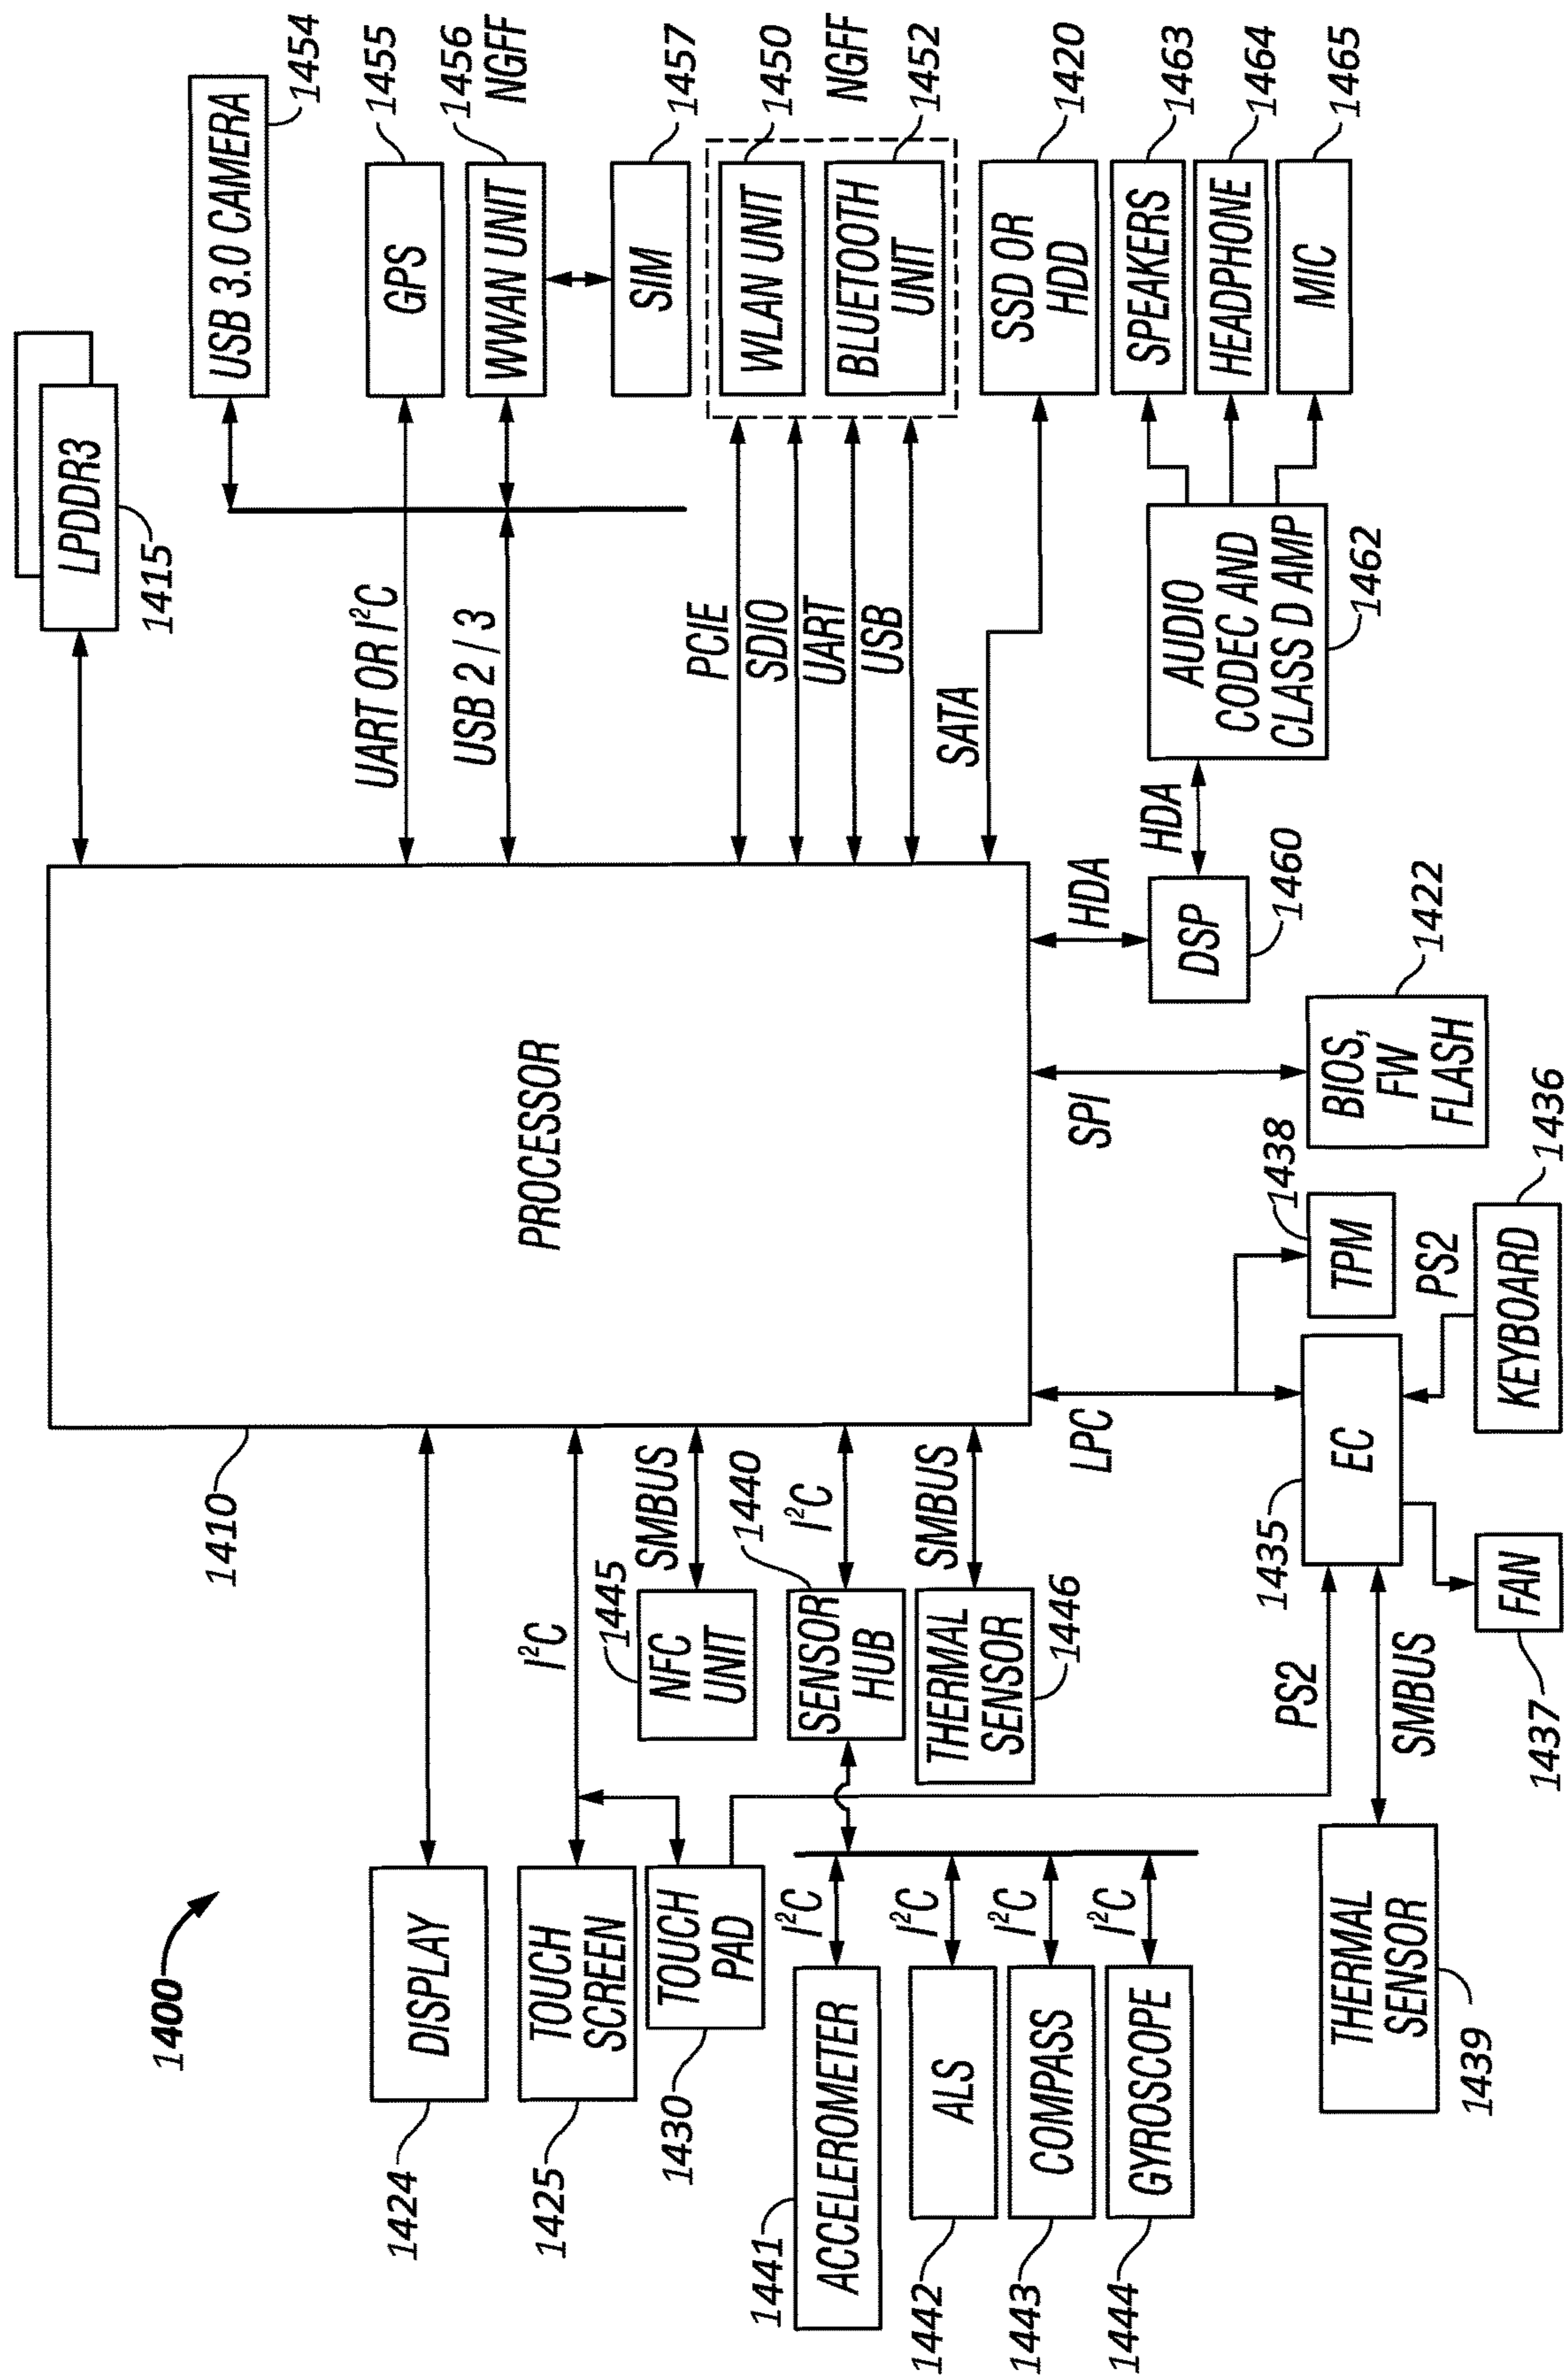 1400
LPDDR3
1415
USB 3.0 CAMERA
1454
DISPLAY
1424
1410
PROCESSOR
UART OR I²C
GPS
1455
USB 2 / 3
WWAN UNIT
1456
NGFF
SIM
1457
TOUCH
SCREEN
1425
I²C
TOUCH
PAD
1430
NFC
UNIT
1445
SMBUS
PCIE
SDIO
UART
USB
WLAN UNIT
1450
NGFF
BLUETOOTH
UNIT
1452
SENSOR
HUB
1440
I²C
ACCELEROMETER
1441
I²C
ALS
1442
I²C
COMPASS
1443
I²C
GYROSCOPE
1444
I²C
THERMAL
SENSOR
1446
SMBUS
SATA
SSD OR
HDD
1420
HDA
DSP
1460
HDA
AUDIO
CODEC AND
CLASS D AMP
1462
SPEAKERS
1463
HEADPHONE
1464
MIC
1465
LPC
SPI
BIOS,
FW
FLASH
1422
TPM
1438
EC
1435
PS2
KEYBOARD
1436
PS2
SMBUS
THERMAL
SENSOR
1439
FAN
1437